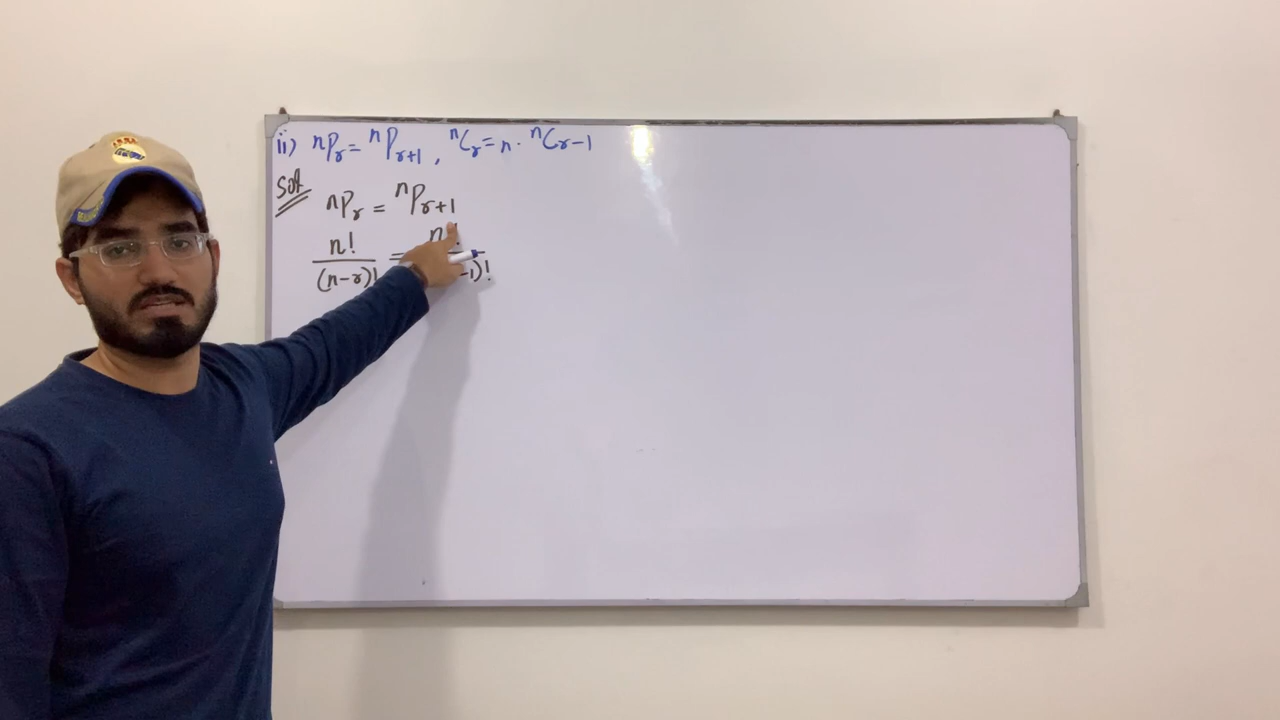 ii) ⁿPᵣ = ⁿPᵣ₊₁ , ⁿCᵣ = n · ⁿCᵣ₋₁
Sol
ⁿPᵣ = ⁿPᵣ₊₁
n! / (n-r)! = n! / -1)!